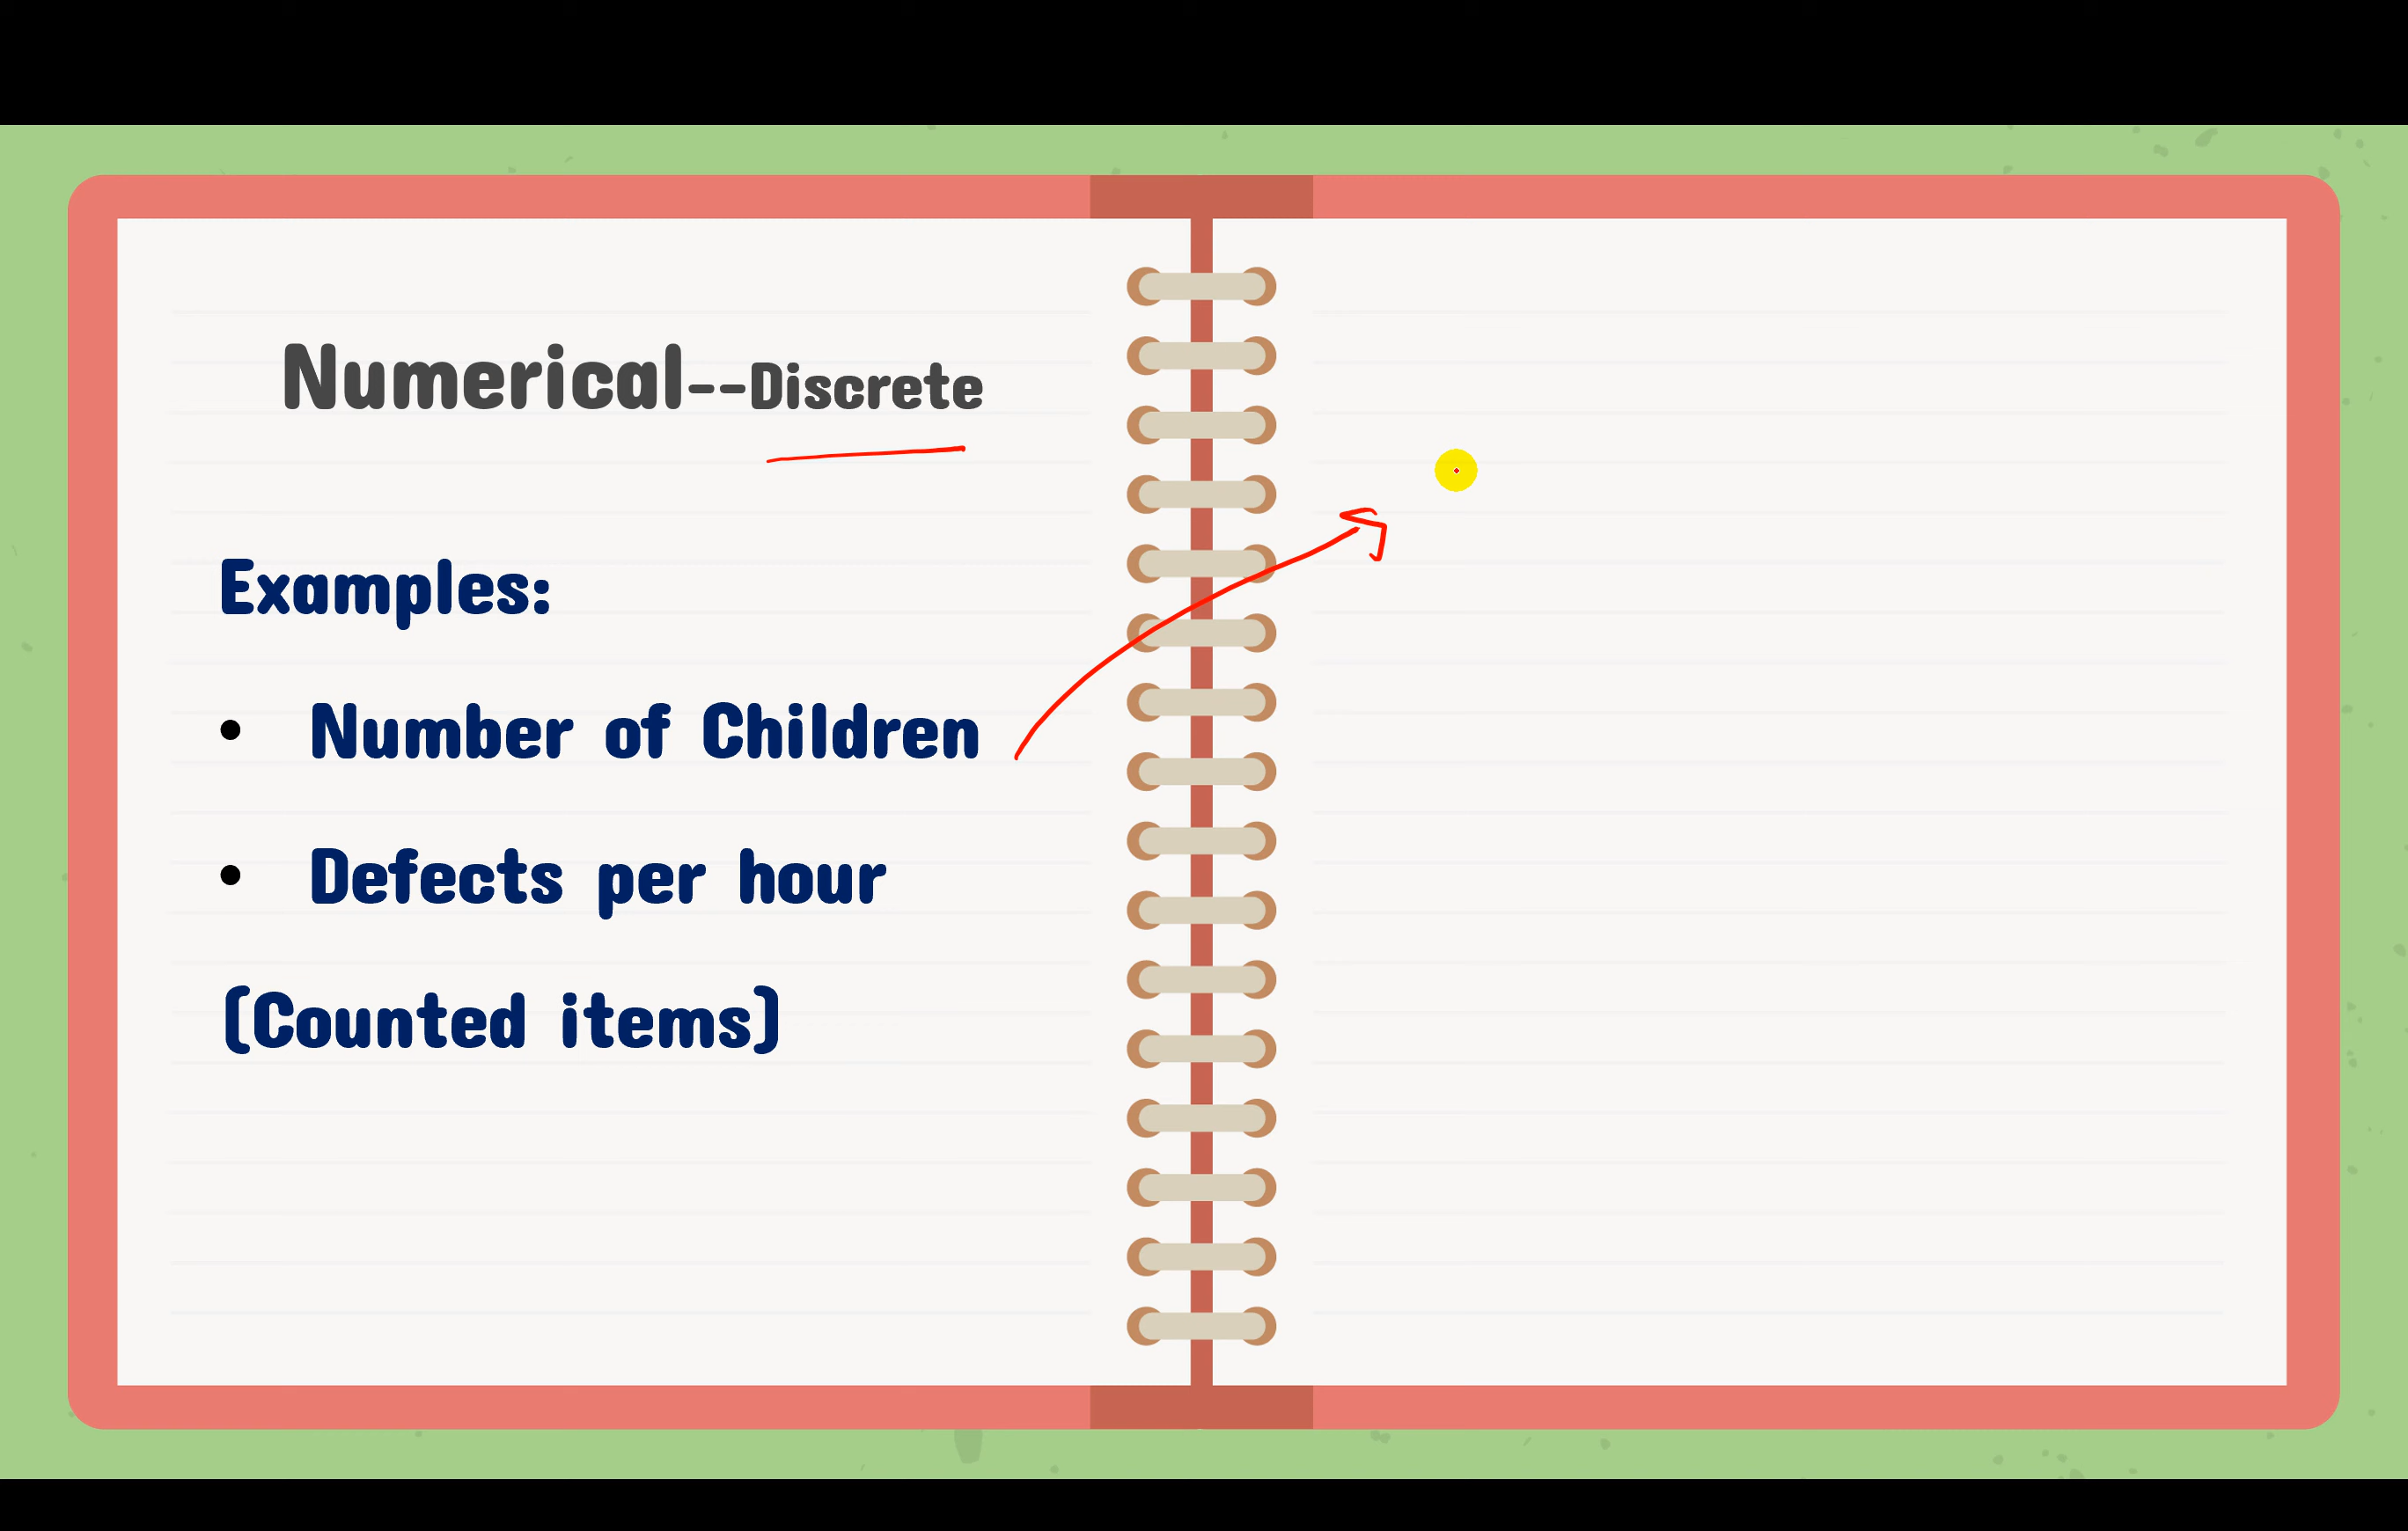 Numerical--Discrete
Examples:
• Number of Children
• Defects per hour
(Counted items)